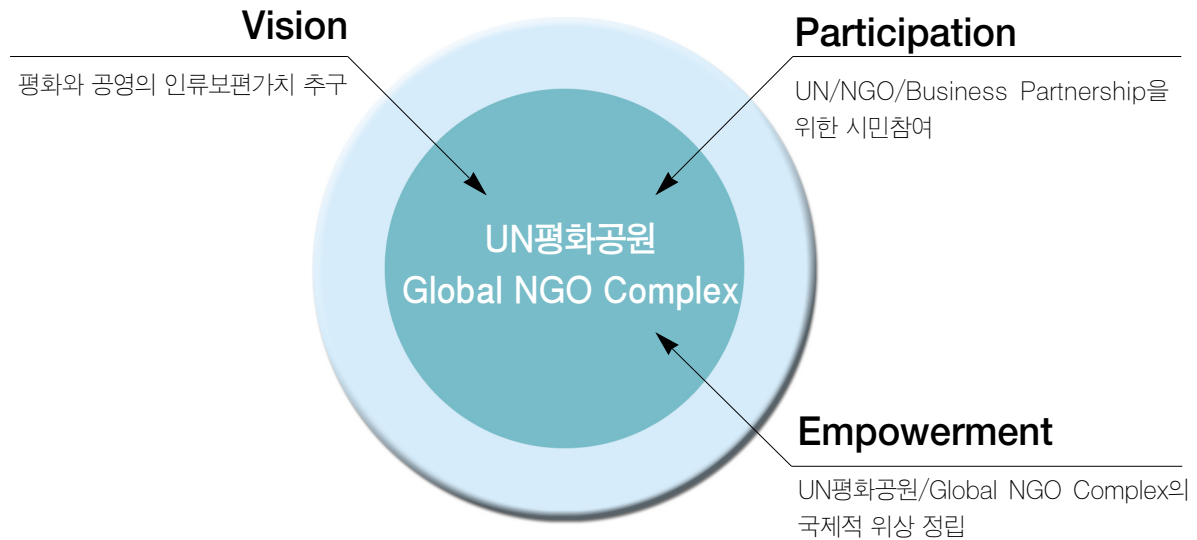 Vision
평화와 공영의 인류보편가치 추구
Participation
UN/NGO/Business Partnership을
위한 시민참여
UN평화공원
Global NGO Complex
Empowerment
UN평화공원/Global NGO Complex의
국제적 위상 정립